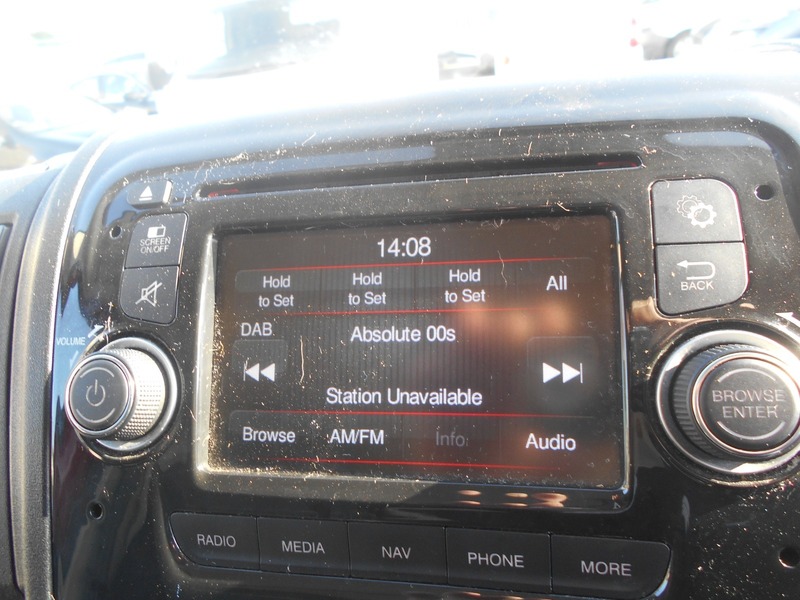 SCREEN
ON/OFF
VOLUME
14:08
Hold
to Set
Hold
to Set
Hold
to Set
All
DAB
Absolute 00s
Station Unavailable
Browse
AM/FM
Info
Audio
BACK
BROWSE
ENTER
RADIO
MEDIA
NAV
PHONE
MORE